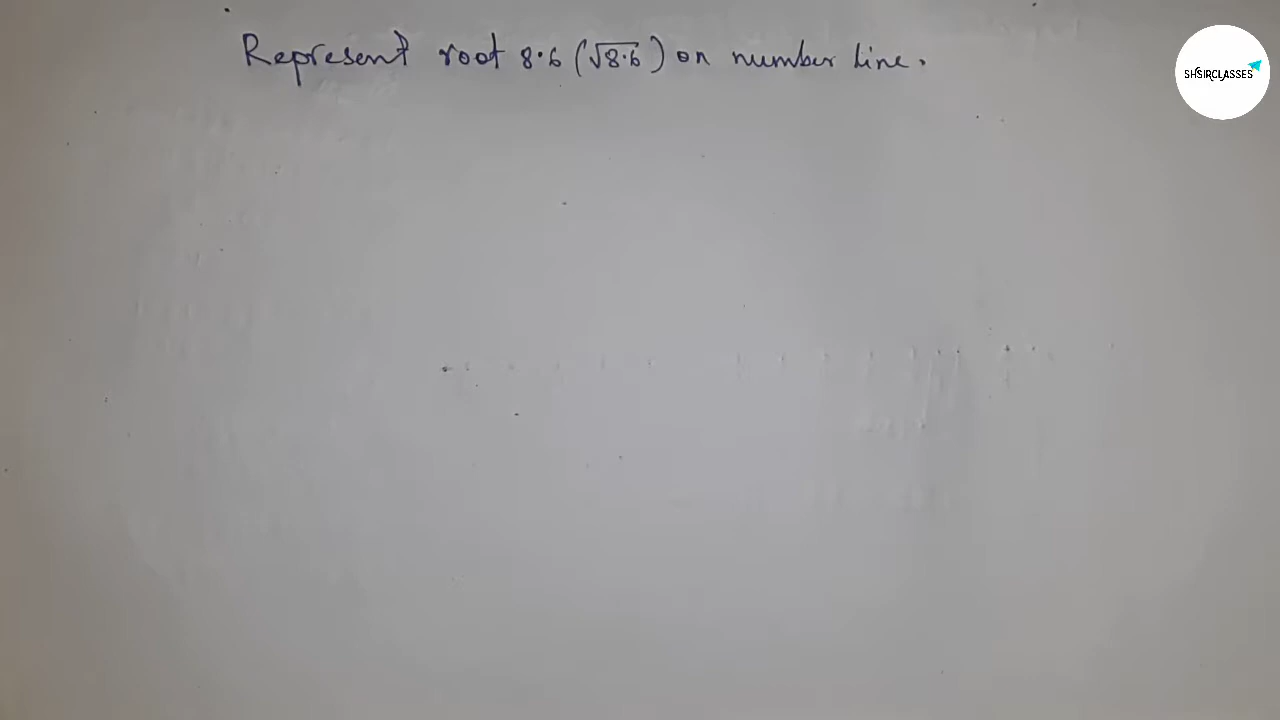 Represent root 8.6 (√8.6) on number line.
SHSIRCLASSES